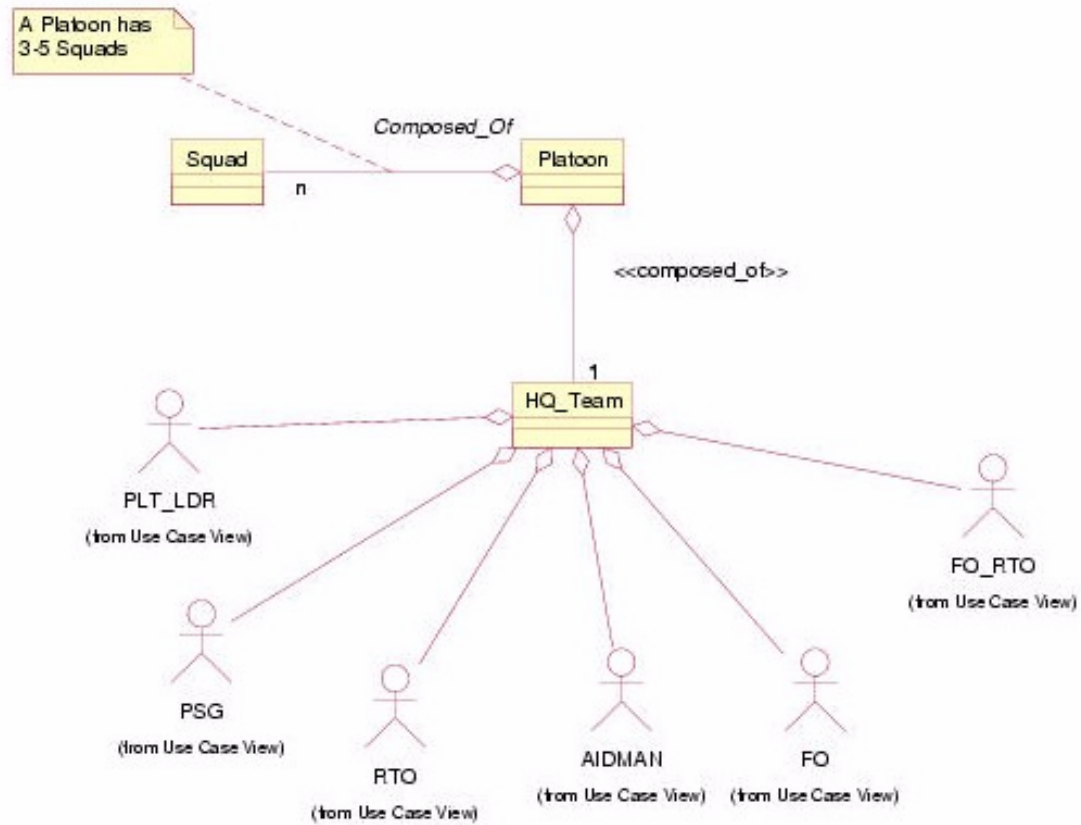 A Platoon has
3-5 Squads
Composed_Of
Squad
Platoon
n
<<composed_of>>
1
HQ_Team
PLT_LDR
(from Use Case View)
FO_RTO
(from Use Case View)
PSG
(from Use Case View)
RTO
(from Use Case View)
AIDMAN
(from Use Case View)
FO
(from Use Case View)